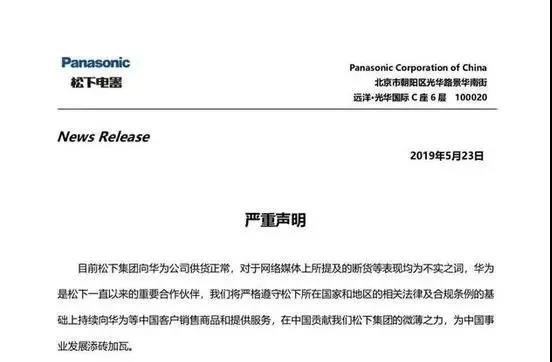 Panasonic
松下电器
Panasonic Corporation of China
北京市朝阳区光华路景华南街
远洋·光华国际 C 座 6 层 100020
News Release
2019年5月23日
严重声明
目前松下集团向华为公司供货正常，对于网络媒体上所提及的断货等表现均为不实之词，华为
是松下一直以来的重要合作伙伴，我们将严格遵守松下所在国家和地区的相关法律及合规条例的基
础上持续向华为等中国客户销售商品和提供服务，在中国贡献我们松下集团的微薄之力，为中国事
业发展添砖加瓦。